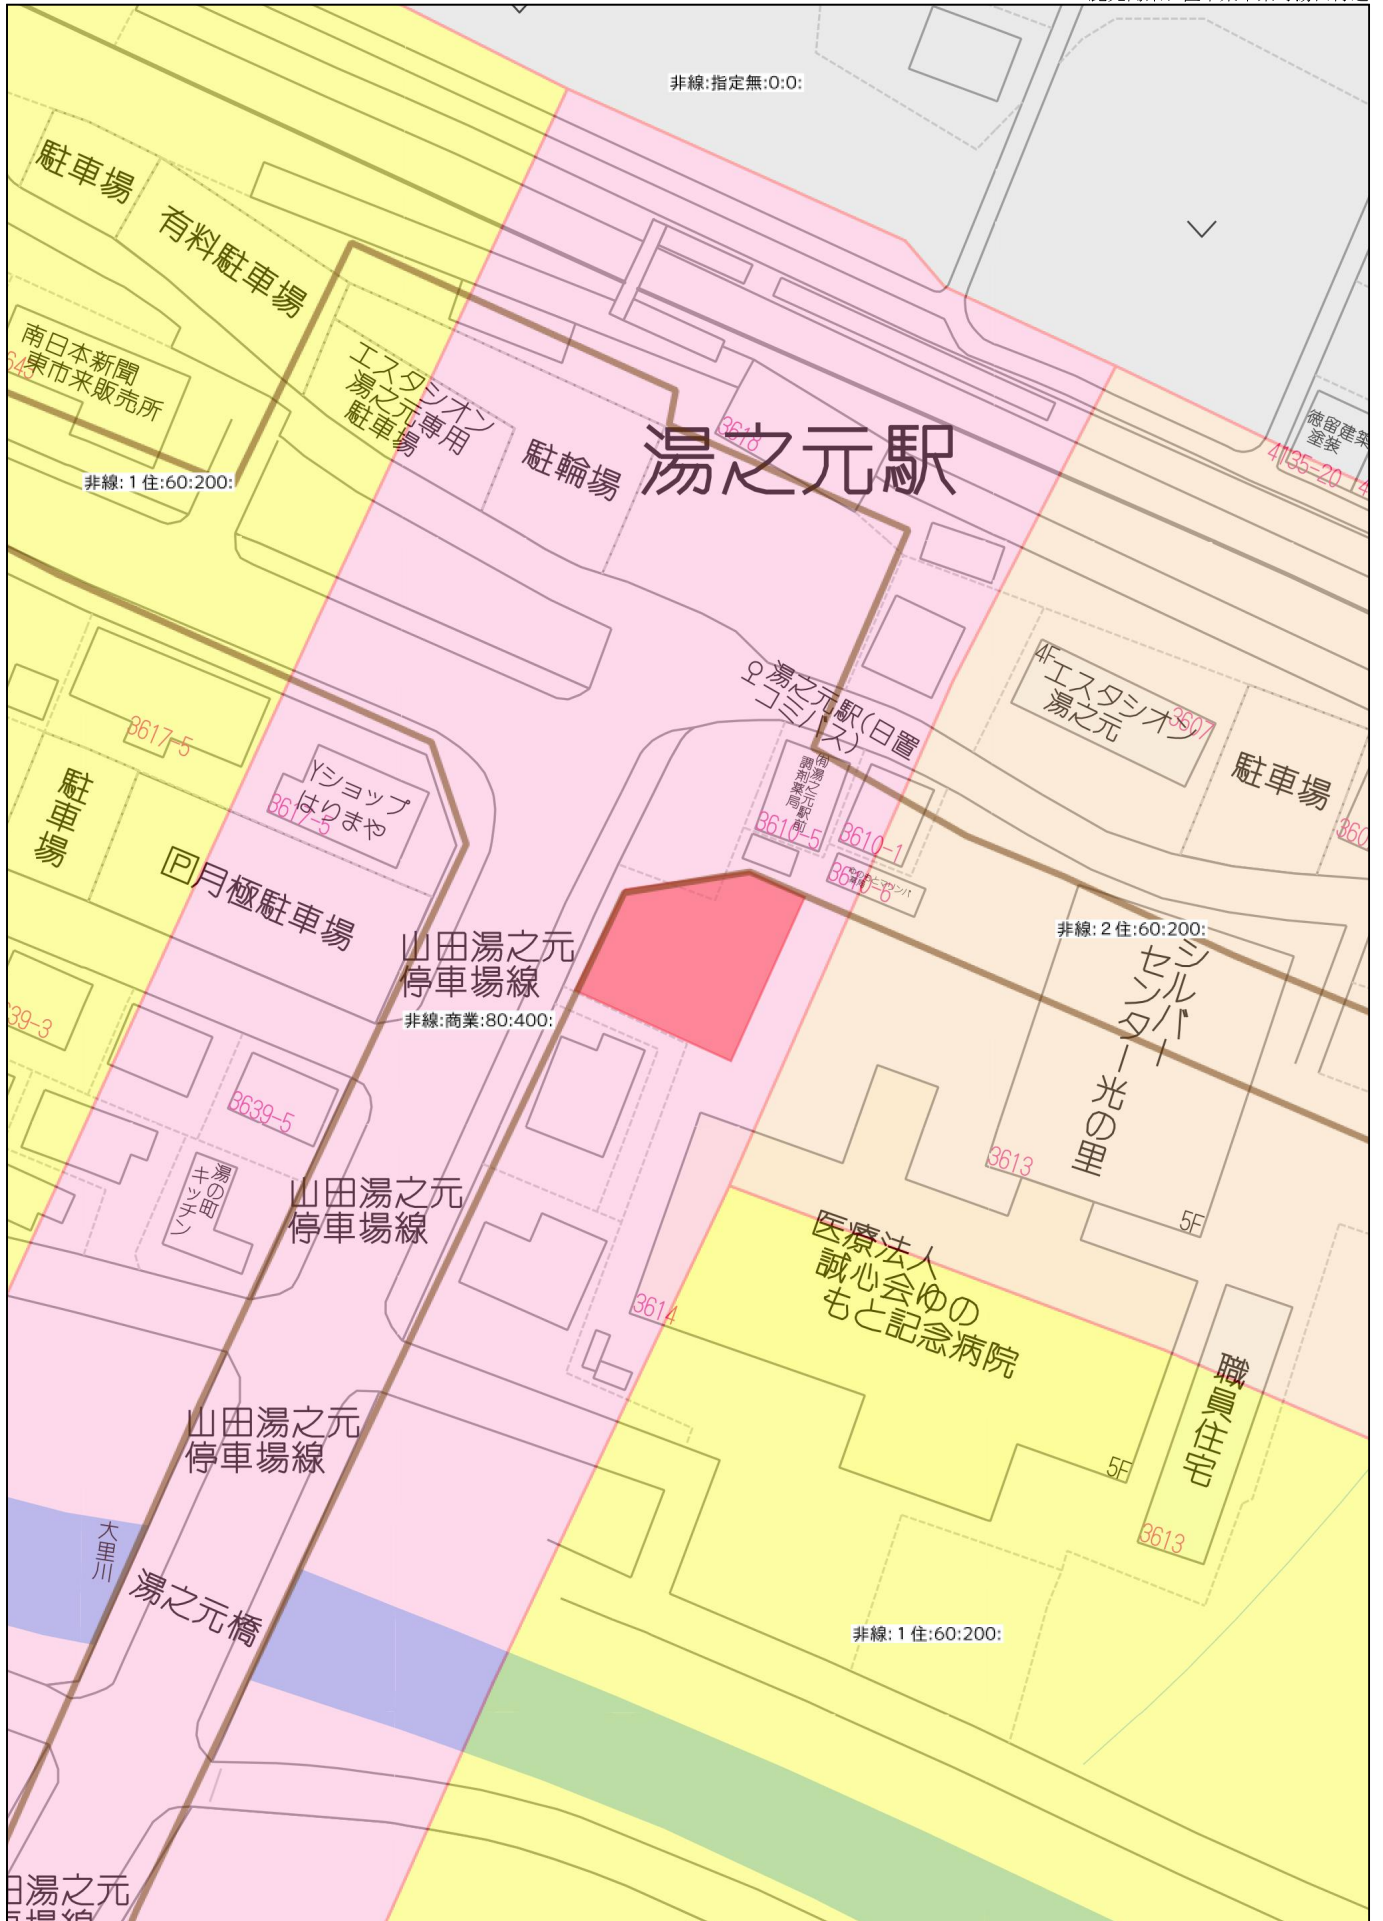 非線:指定無:0:0:
駐車場
有料駐車場
南日本新聞
東市来販売所
エスタシオン
湯之元専用
駐車場
駐輪場
3618
湯之元駅
徳留建築
塗装
4135=20
非線:1住:60:200:
湯之元駅(日置
コミバス)
4F
エスタシオン
湯之元
3607
駐車場
3617-5
Yショップ
はりまや
3617-5
駐車場
P月極駐車場
㈲湯之元駅前
調剤薬局
3610-5
3610-1
3610-6
非線:2住:60:200:
山田湯之元
停車場線
非線:商業:80:400:
シルバー
センター光の里
3613
5F
39-3
3639-5
湯の町
キッチン
山田湯之元
停車場線
医療法人
誠心会ゆの
もと記念病院
3614
職員住宅
5F
3613
山田湯之元
停車場線
大里川
湯之元橋
非線:1住:60:200:
田湯之元